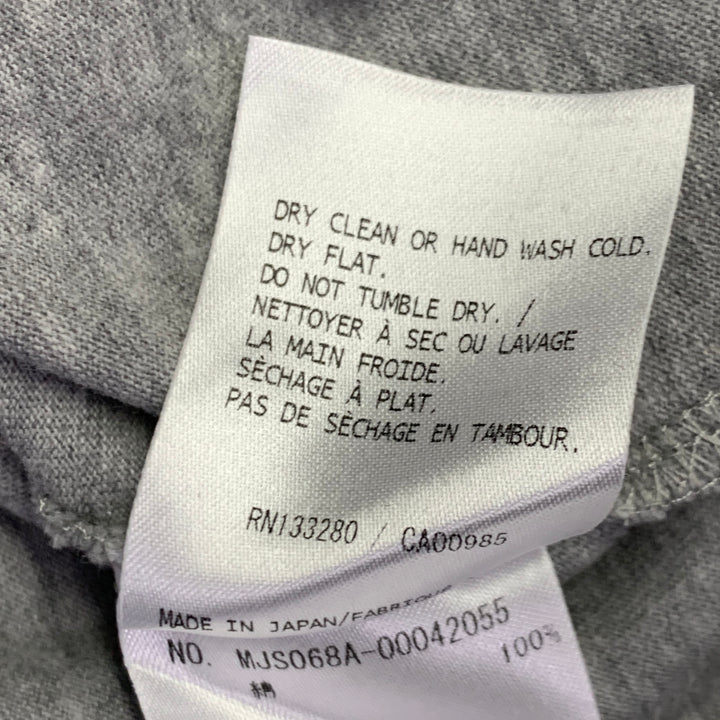 DRY CLEAN OR HAND WASH COLD.
DRY FLAT.
DO NOT TUMBLE DRY. /
NETTOYER À SEC OU LAVAGE
LA MAIN FROIDE.
SÈCHAGE À PLAT.
PAS DE SÈCHAGE EN TAMBOUR.
RN133280 / CA00985
MADE IN JAPAN/FABRIQUÉ
NO. MJS068A-00042055
綿 100%